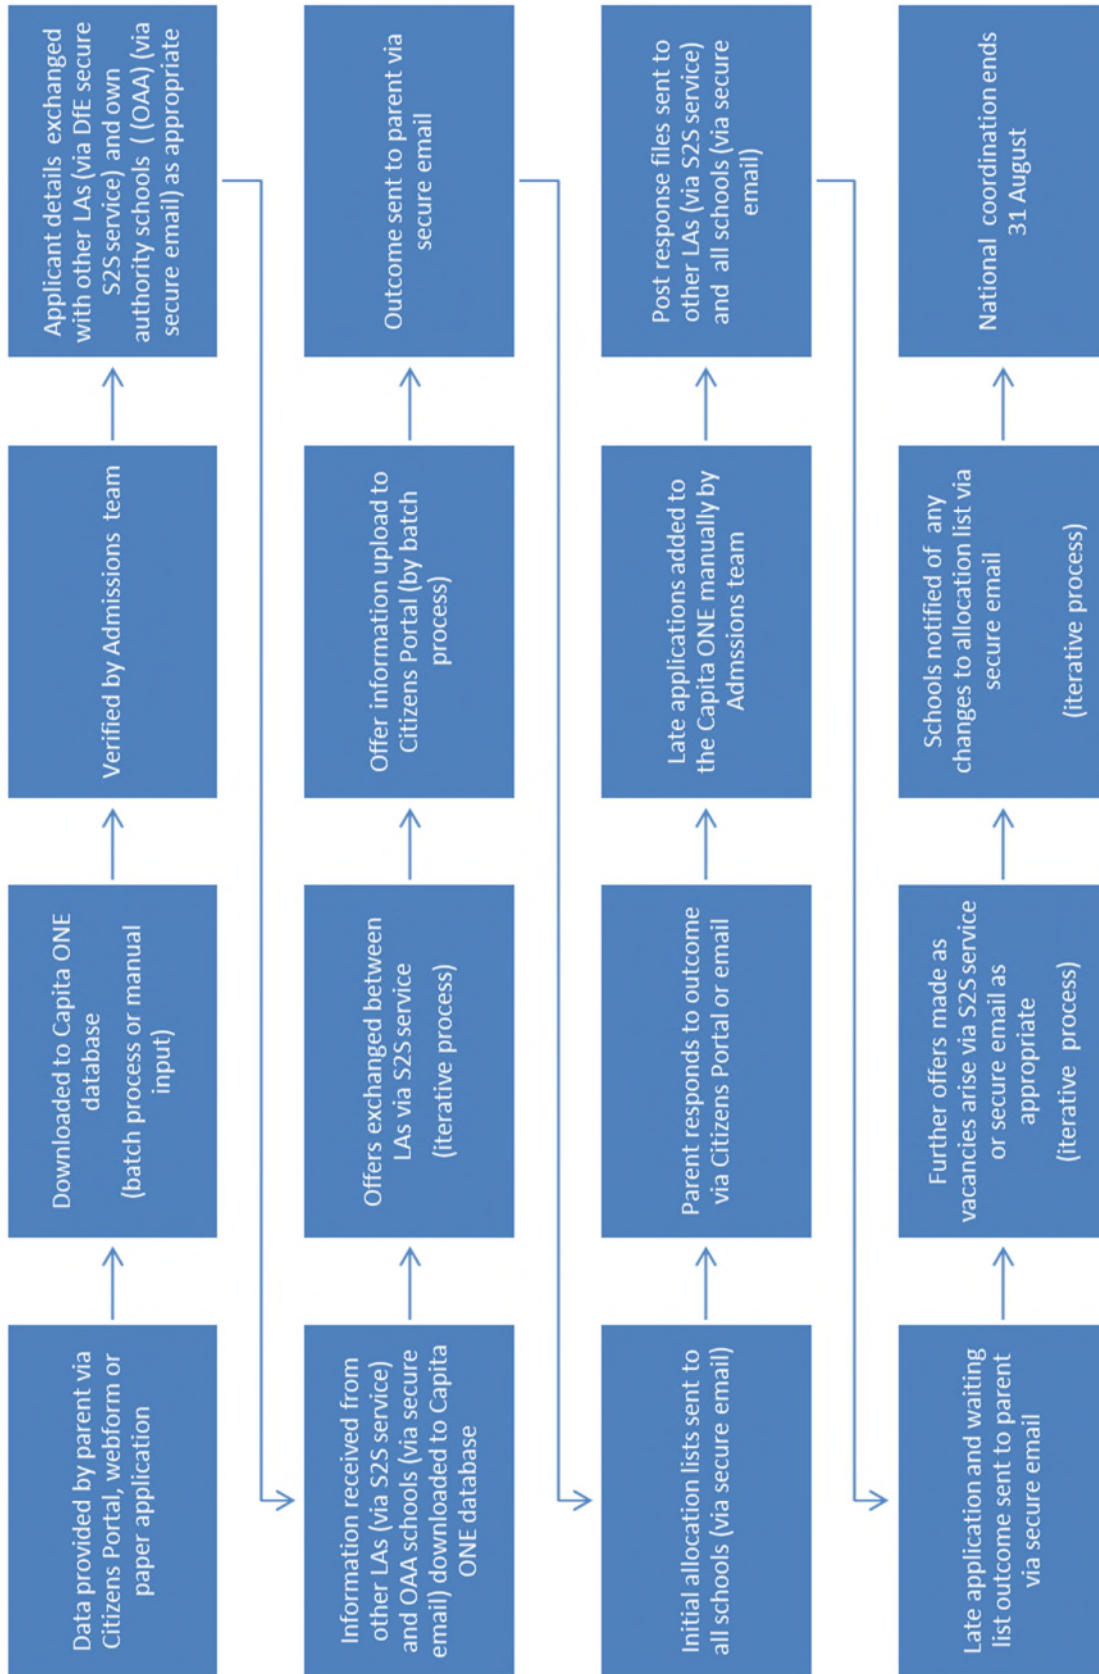 Data provided by parent via
Citizens Portal, webform or
paper application
Downloaded to Capita ONE
database
(batch process or manual
input)
Verified by Admissions team
Applicant details exchanged
with other LAs (via DfE secure
S2S service) and own
authority schools ( (OAA) (via
secure email) as appropriate
Information received from
other LAs (via S2S service)
and OAA schools (via secure
email) downloaded to Capita
ONE database
Offers exchanged between
LAs via S2S service
(iterative process)
Offer information upload to
Citizens Portal (by batch
process)
Outcome sent to parent via
secure email
Initial allocation lists sent to
all schools (via secure email)
Parent responds to outcome
via Citizens Portal or email
Late applications added to
the Capita ONE manually by
Admssions team
Post response files sent to
other LAs (via S2S service)
and all schools (via secure
email)
Late application and waiting
list outcome sent to parent
via secure email
Further offers made as
vacancies arise via S2S service
or secure email as
appropriate
(iterative process)
Schools notified of any
changes to allocation list via
secure email
(iterative process)
National coordination ends
31 August